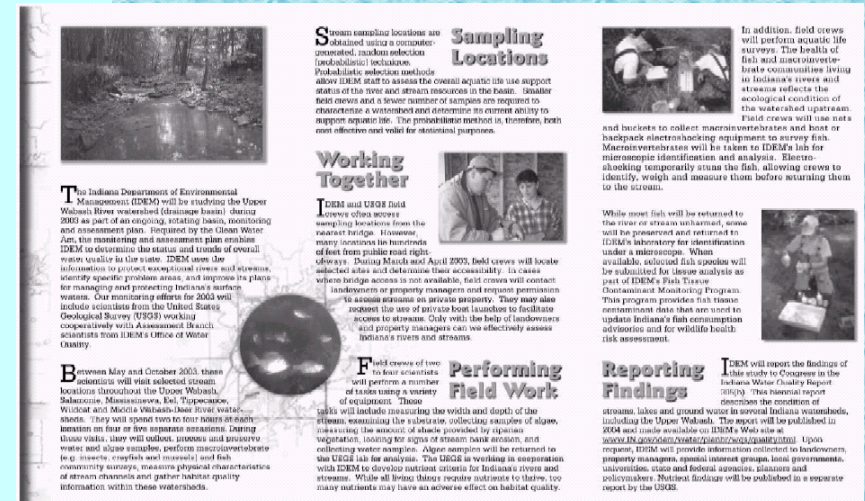 The Indiana Department of Environmental
Management (IDEM) will be studying the Upper
Wabash River watershed (drainage basin) during
2003 as part of an ongoing, rotating basin, monitoring
and assessment plan. Required by the Clean Water
Act, the monitoring and assessment plan enables
IDEM to determine the status and trends of overall
water quality in the state. IDEM uses the
information to protect exceptional rivers and streams,
identify specific problem areas, and improve its plans
for managing and protecting Indiana's surface
waters. Our monitoring efforts for 2003 will
include scientists from the United States
Geological Survey (USGS) working
cooperatively with Assessment Branch
scientists from IDEM's Office of Water
Quality.
Between May and October 2003, these
scientists will visit selected stream
locations throughout the Upper Wabash,
Salamonie, Mississinewa, Eel, Tippecanoe,
Wildcat and Middle Wabash-Deer River water-
sheds. They will spend two to four hours at each
location on four or five separate occasions. During
these visits, they will collect, process and preserve
water and algae samples, perform macroinvertebrate
(e.g. insects, crayfish and mussels) and fish
community surveys, measure physical characteristics
of stream channels and gather habitat quality
information within these watersheds.
Sampling
Locations
Stream sampling locations are
obtained using a computer-
generated, random selection
(probabilistic) technique.
Probabilistic selection methods
allow IDEM staff to assess the overall aquatic life use support
status of the river and stream resources in the basin. Smaller
field crews and a fewer number of samples are required to
characterize a watershed and determine its current ability to
support aquatic life. The probabilistic method is, therefore, both
cost effective and valid for statistical purposes.
Working
Together
IDEM and USGS field
crews often access
sampling locations from the
nearest bridge. However,
many locations lie hundreds
of feet from public road right-
ofways. During March and April 2003, field crews will locate
selected sites and determine their accessibility. In cases
where bridge access is not available, field crews will contact
landowners or property managers and request permission
to access streams on private property. They may also
request the use of private boat launches to facilitate
access to streams. Only with the help of landowners
and property managers can we effectively assess
Indiana's rivers and streams.
Performing
Field Work
Field crews of two
to four scientists
will perform a number
of tasks using a variety
of equipment. These
tasks will include measuring the width and depth of the
stream, examining the substrate, collecting samples of algae,
measuring the amount of shade provided by riparian
vegetation, looking for signs of stream bank erosion, and
collecting water samples. Algae samples will be returned to
the USGS lab for analysis. The USGS is working in cooperation
with IDEM to develop nutrient criteria for Indiana's rivers and
streams. While all living things require nutrients to thrive, too
many nutrients may have an adverse effect on habitat quality.
In addition, field crews
will perform aquatic life
surveys. The health of
fish and macroinverte-
brate communities living
in Indiana's rivers and
streams reflects the
ecological condition of
the watershed upstream.
Field crews will use nets
and buckets to collect macroinvertebrates and boat or
backpack electroshocking equipment to survey fish.
Macroinvertebrates will be taken to IDEM's lab for
microscopic identification and analysis. Electro-
shocking temporarily stuns the fish, allowing crews to
identify, weigh and measure them before returning them
to the stream.
While most fish will be returned to
the river or stream unharmed, some
will be preserved and returned to
IDEM's laboratory for identification
under a microscope. When
available, selected fish species will
be submitted for tissue analysis as
part of IDEM's Fish Tissue
Contaminant Monitoring Program.
This program provides fish tissue
contaminant data that are used to
update Indiana's fish consumption
advisories and for wildlife health
risk assessment.
Reporting
Findings
IDEM will report the findings of
this study to Congress in the
Indiana Water Quality Report
305(b). This biennial report
describes the condition of
streams, lakes and ground water in several Indiana watersheds,
including the Upper Wabash. The report will be published in
2004 and made available on IDEM's Web site at
www.IN.gov/idem/water/planbr/wqs/quality.html. Upon
request, IDEM will provide information collected to landowners,
property managers, special interest groups, local governments,
universities, state and federal agencies, planners and
policymakers. Nutrient findings will be published in a separate
report by the USGS.